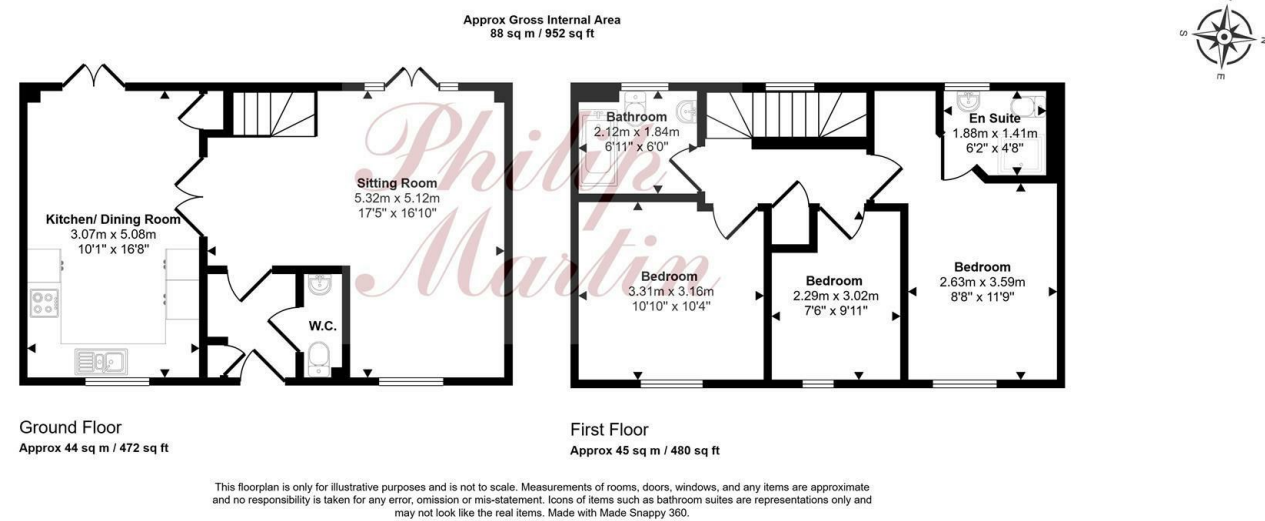 Approx Gross Internal Area
88 sq m / 952 sq ft
S
E
N
Philip
Martin
Kitchen/ Dining Room
3.07m x 5.08m
10'1" x 16'8"
Sitting Room
5.32m x 5.12m
17'5" x 16'10"
W.C.
Bathroom
2.12m x 1.84m
6'11" x 6'0"
En Suite
1.88m x 1.41m
6'2" x 4'8"
Bedroom
3.31m x 3.16m
10'10" x 10'4"
Bedroom
2.29m x 3.02m
7'6" x 9'11"
Bedroom
2.63m x 3.59m
8'8" x 11'9"
Ground Floor
Approx 44 sq m / 472 sq ft
First Floor
Approx 45 sq m / 480 sq ft
This floorplan is only for illustrative purposes and is not to scale. Measurements of rooms, doors, windows, and any items are approximate
and no responsibility is taken for any error, omission or mis-statement. Icons of items such as bathroom suites are representations only and
may not look like the real items. Made with Made Snappy 360.